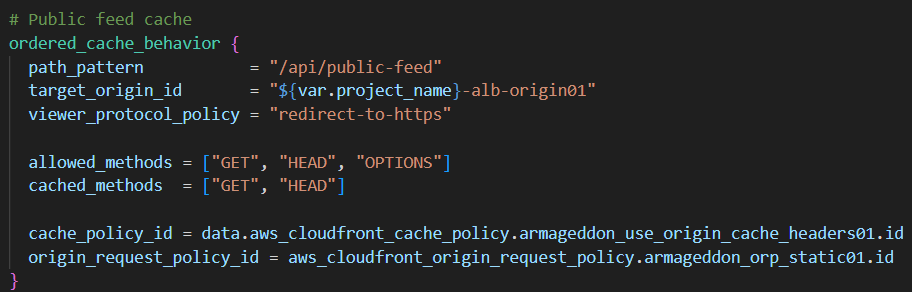 # Public feed cache
ordered_cache_behavior {
  path_pattern           = "/api/public-feed"
  target_origin_id       = "${var.project_name}-alb-origin01"
  viewer_protocol_policy = "redirect-to-https"

  allowed_methods = ["GET", "HEAD", "OPTIONS"]
  cached_methods  = ["GET", "HEAD"]

  cache_policy_id = data.aws_cloudfront_cache_policy.armageddon_use_origin_cache_headers01.id
  origin_request_policy_id = aws_cloudfront_origin_request_policy.armageddon_orp_static01.id
}